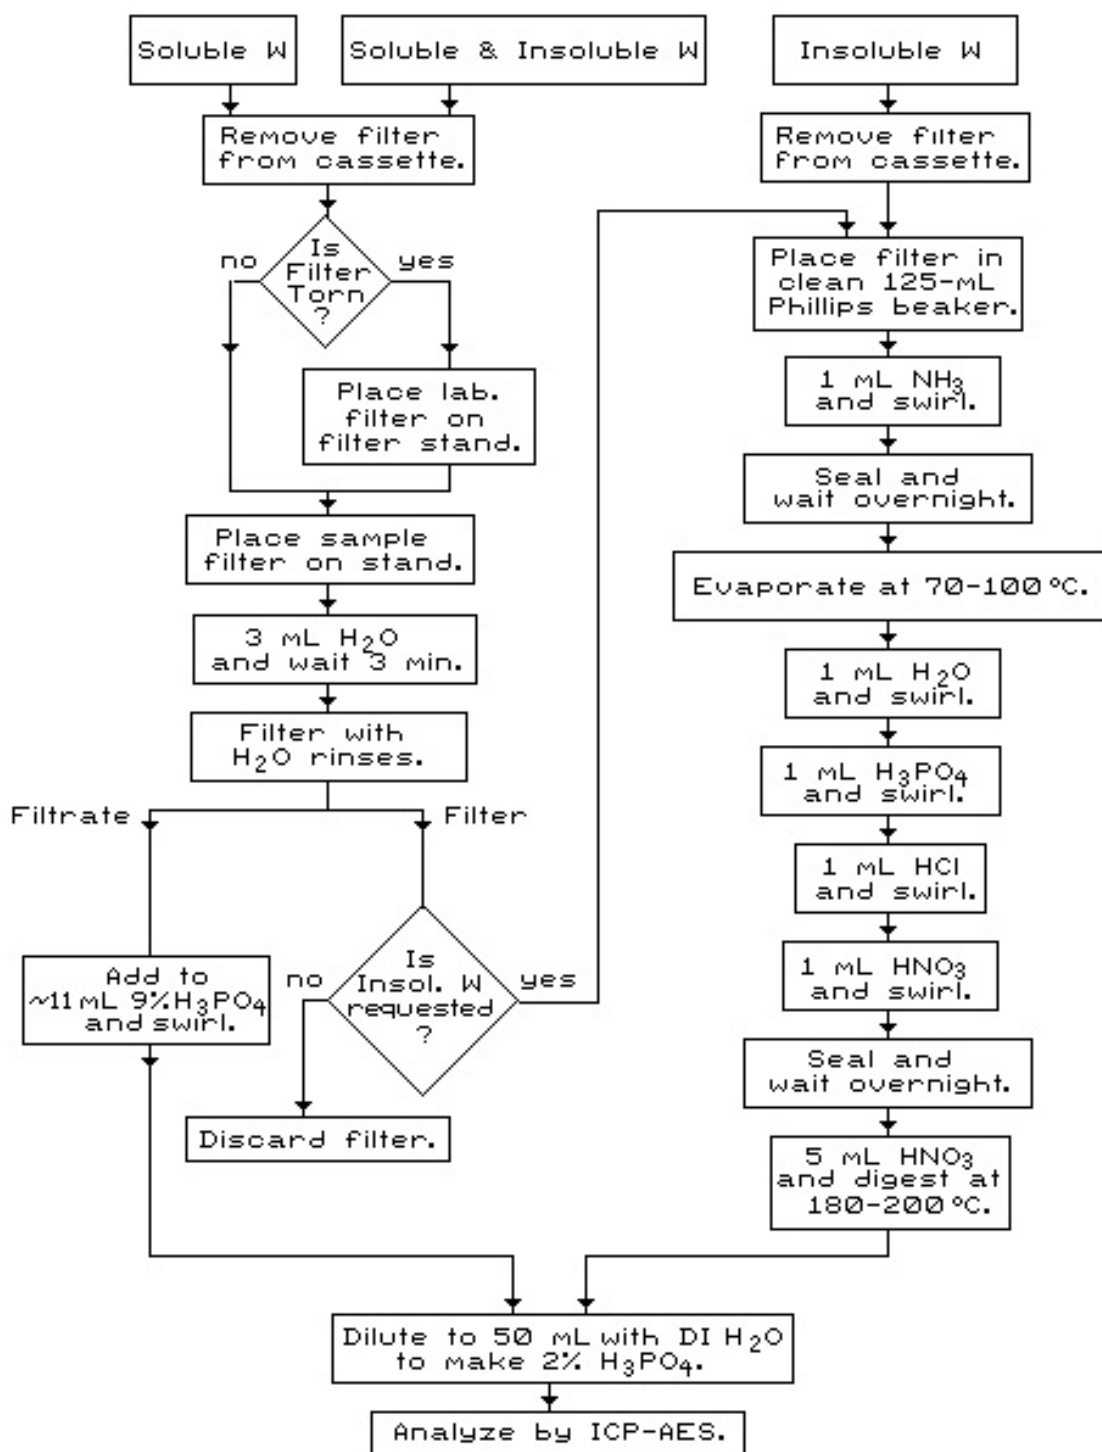 Soluble W
Soluble & Insoluble W
Insoluble W
Remove filter
from cassette.
Remove filter
from cassette.
Is
Filter
Torn
?
no
yes
Place filter in
clean 125-mL
Phillips beaker.
Place lab.
filter on
filter stand.
1 mL NH₃
and swirl.
Seal and
wait overnight.
Place sample
filter on stand.
Evaporate at 70-100 °C.
3 mL H₂O
and wait 3 min.
1 mL H₂O
and swirl.
Filter with
H₂O rinses.
1 mL H₃PO₄
and swirl.
Filtrate
Filter
1 mL HCl
and swirl.
Add to
~11 mL 9% H₃PO₄
and swirl.
Is
Insol. W
requested
?
no
yes
1 mL HNO₃
and swirl.
Seal and
wait overnight.
Discard filter.
5 mL HNO₃
and digest at
180-200 °C.
Dilute to 50 mL with DI H₂O
to make 2% H₃PO₄.
Analyze by ICP-AES.